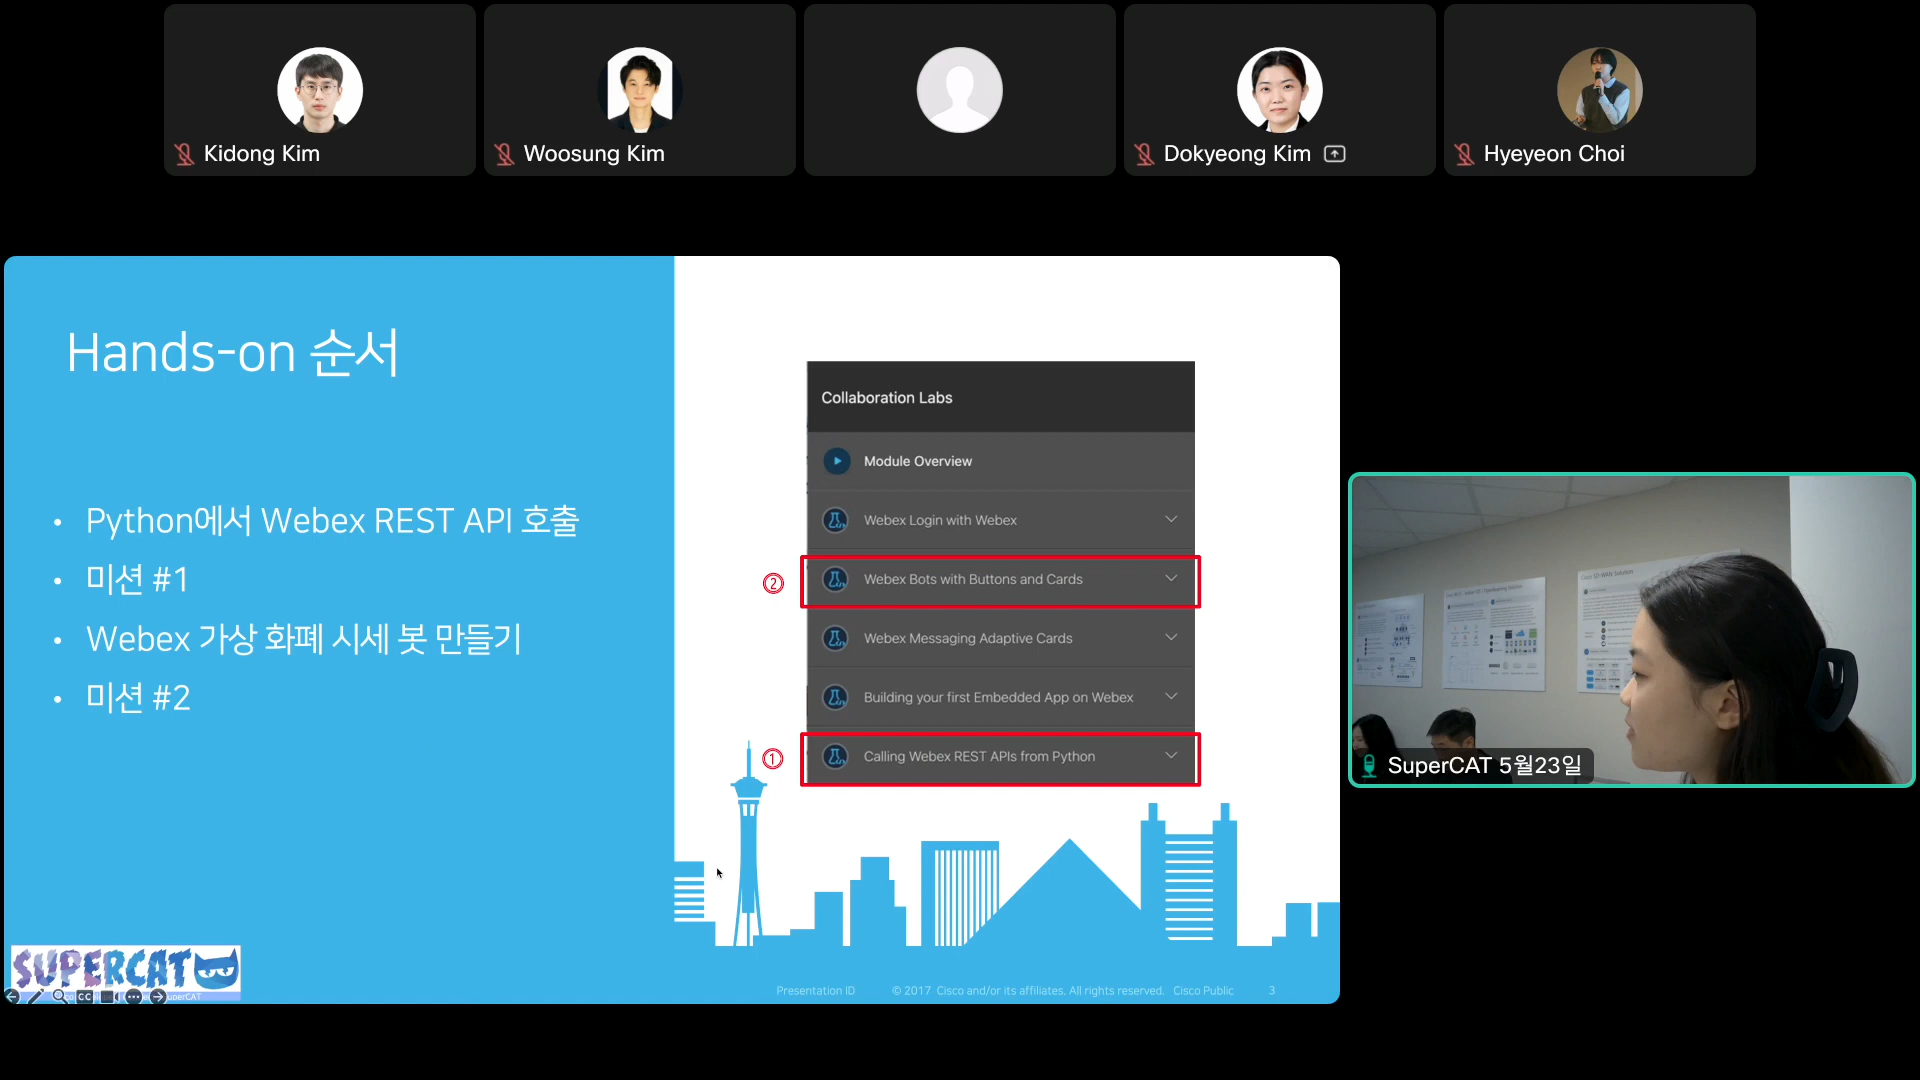 Kidong Kim
Woosung Kim
Dokyeong Kim
Hyeyeon Choi
Hands-on 순서
• Python에서 Webex REST API 호출
• 미션 #1
• Webex 가상 화폐 시세 봇 만들기
• 미션 #2
Collaboration Labs
Module Overview
Webex Login with Webex
② Webex Bots with Buttons and Cards
Webex Messaging Adaptive Cards
Building your first Embedded App on Webex
① Calling Webex REST APIs from Python
SUPERCAT
CC
Presentation ID © 2017 Cisco and/or its affiliates. All rights reserved. Cisco Public 3
Cisco SD-WAN Solution
SuperCAT 5월23일